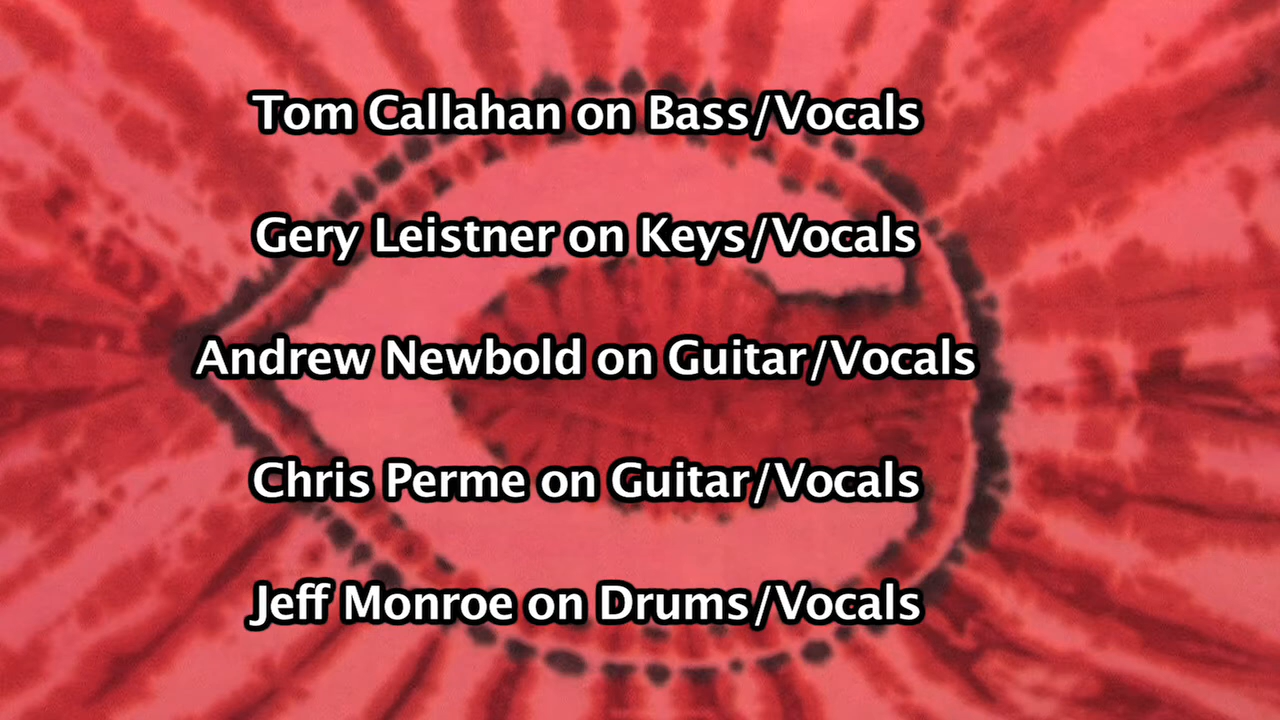 Tom Callahan on Bass/Vocals
Gery Leistner on Keys/Vocals
Andrew Newbold on Guitar/Vocals
Chris Perme on Guitar/Vocals
Jeff Monroe on Drums/Vocals